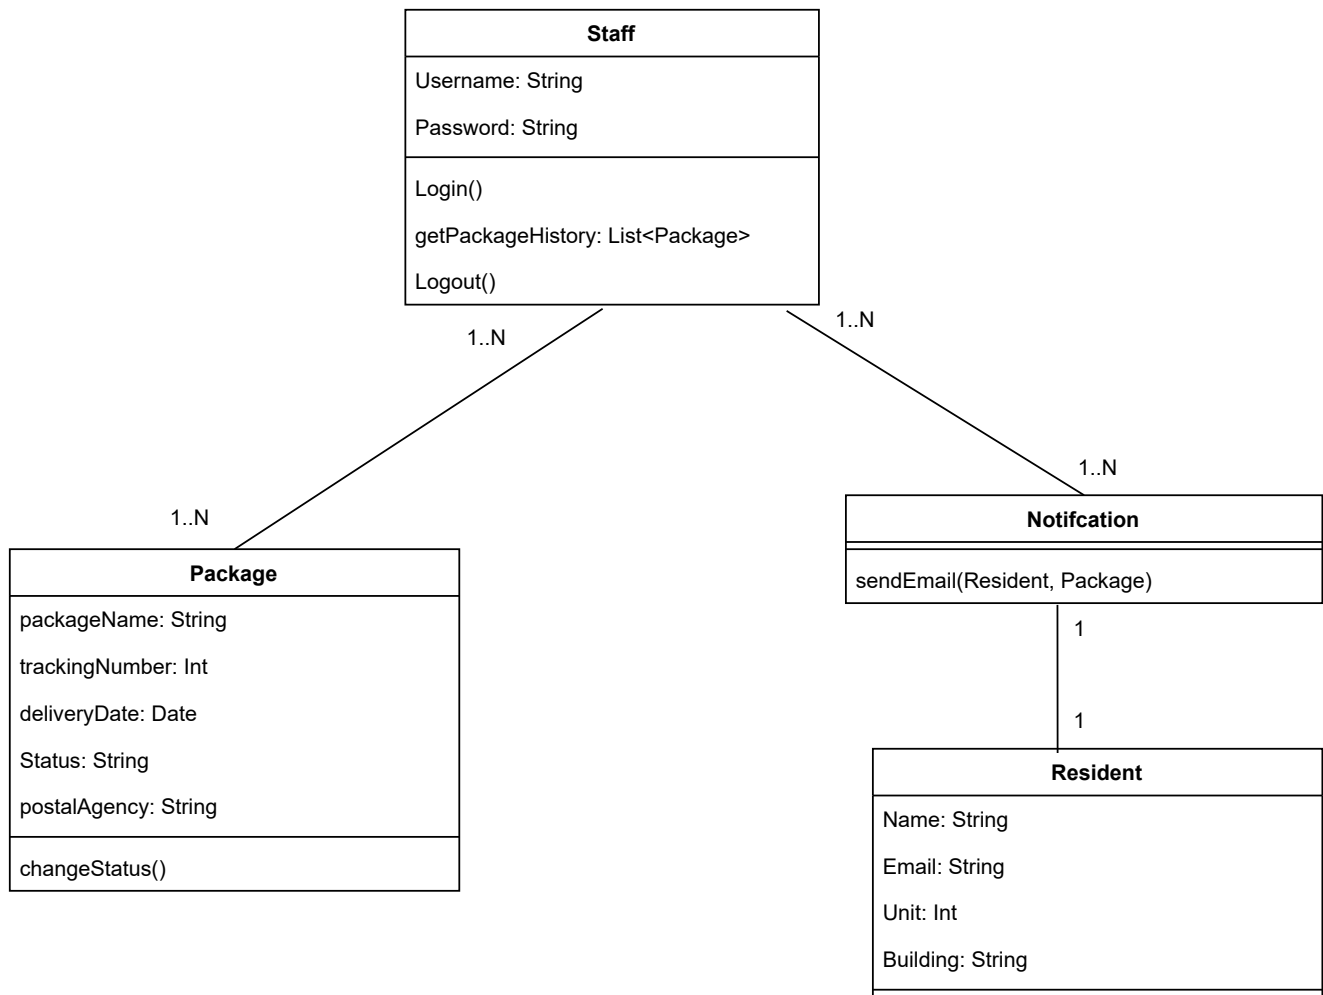 Staff
Username: String
Password: String
Login()
getPackageHistory: List<Package>
Logout()
1..N
1..N
1..N
1..N
Package
packageName: String
trackingNumber: Int
deliveryDate: Date
Status: String
postalAgency: String
changeStatus()
Notifcation
sendEmail(Resident, Package)
1
1
Resident
Name: String
Email: String
Unit: Int
Building: String